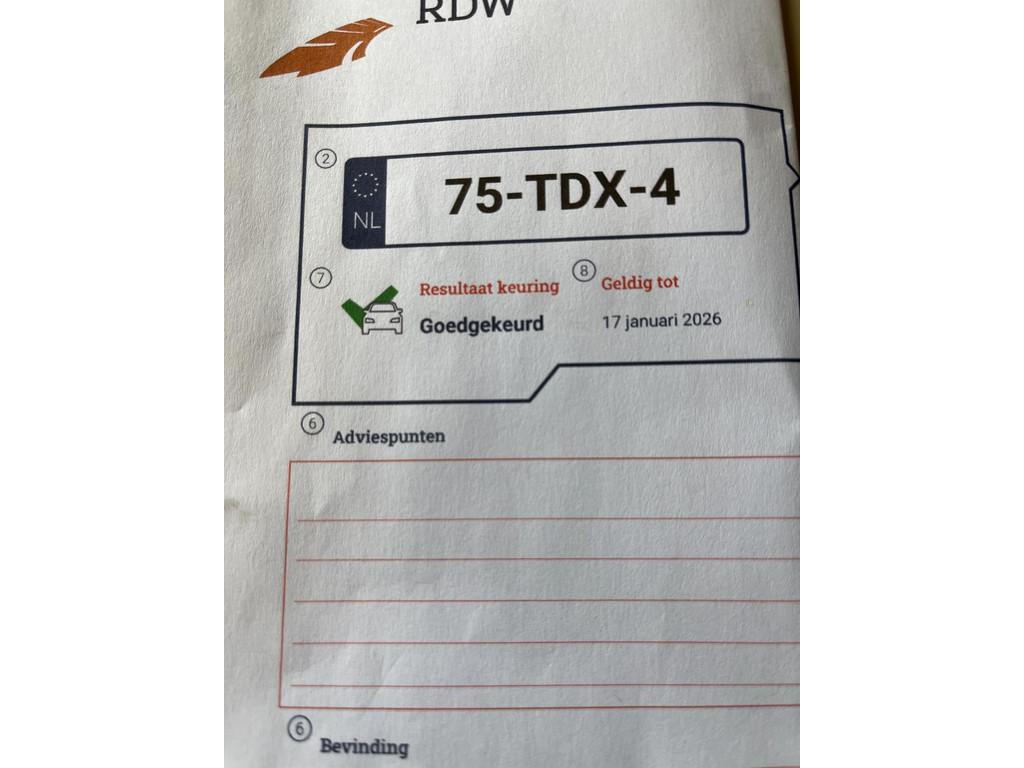 RDW
2
NL
75-TDX-4
7
Resultaat keuring
8
Geldig tot
Goedgekeurd
17 januari 2026
6
Adviespunten
6
Bevinding